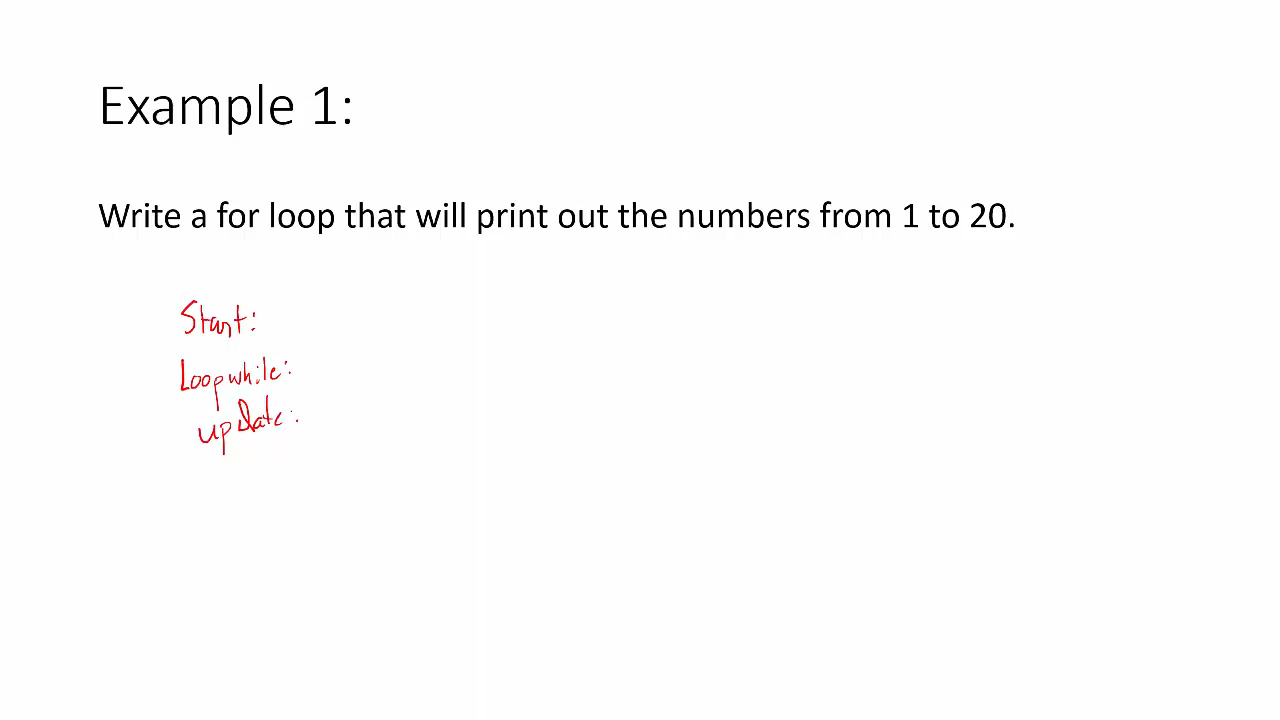 Example 1:
Write a for loop that will print out the numbers from 1 to 20.
Start:
Loop while:
update: